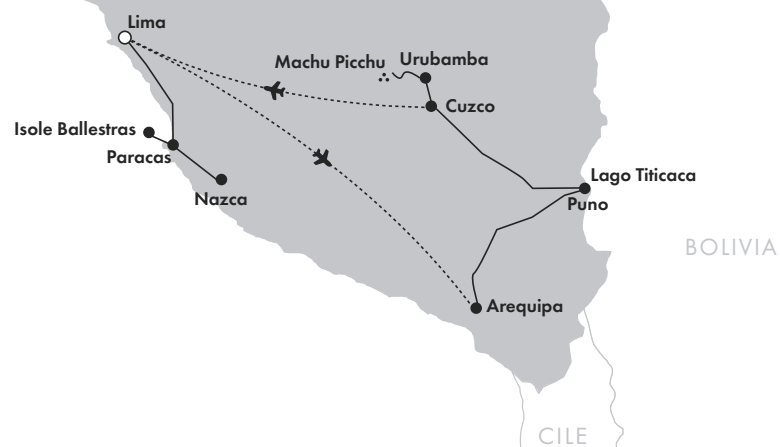 Lima
Machu Picchu
Urubamba
Cuzco
Isole Ballestras
Paracas
Nazca
Lago Titicaca
Puno
BOLIVIA
Arequipa
CILE